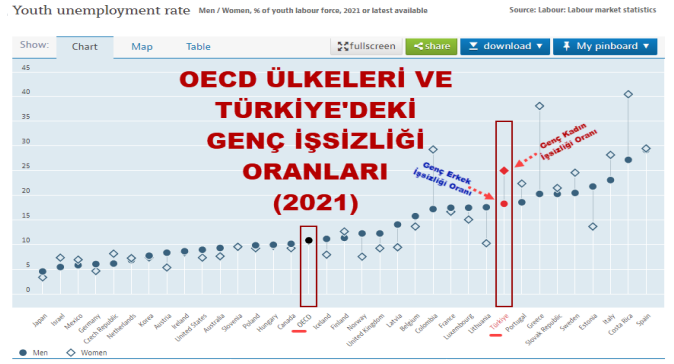 Youth unemployment rate Men / Women, % of youth labour force, 2021 or latest available Source: Labour: Labour market statistics
Show: Chart Map Table fullscreen share download My pinboard
OECD ÜLKELERİ VE
TÜRKİYE'DEKİ
GENÇ İŞSİZLİĞİ
ORANLARI
(2021)
Genç Kadın
İşsizliği Oranı
Genç Erkek
İşsizliği Oranı
45
40
35
30
25
20
15
10
5
0
Japan
Israel
Mexico
Germany
Czech Republic
Netherlands
Korea
Austria
Ireland
United States
Australia
Slovenia
Poland
Hungary
Canada
OECD
Iceland
Finland
Norway
United Kingdom
Latvia
Belgium
Colombia
France
Luxembourg
Lithuania
Türkiye
Portugal
Greece
Slovak Republic
Sweden
Estonia
Italy
Costa Rica
Spain
Men Women